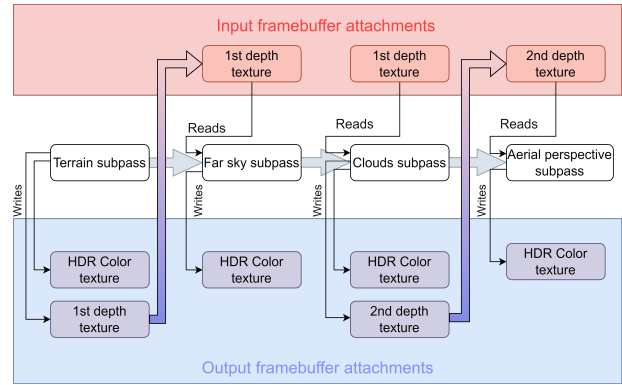 Input framebuffer attachments
1st depth
texture
1st depth
texture
2nd depth
texture
Reads
Reads
Reads
Terrain subpass
Far sky subpass
Clouds subpass
Aerial perspective
subpass
Writes
Writes
Writes
Writes
HDR Color
texture
HDR Color
texture
HDR Color
texture
HDR Color
texture
1st depth
texture
2nd depth
texture
Output framebuffer attachments